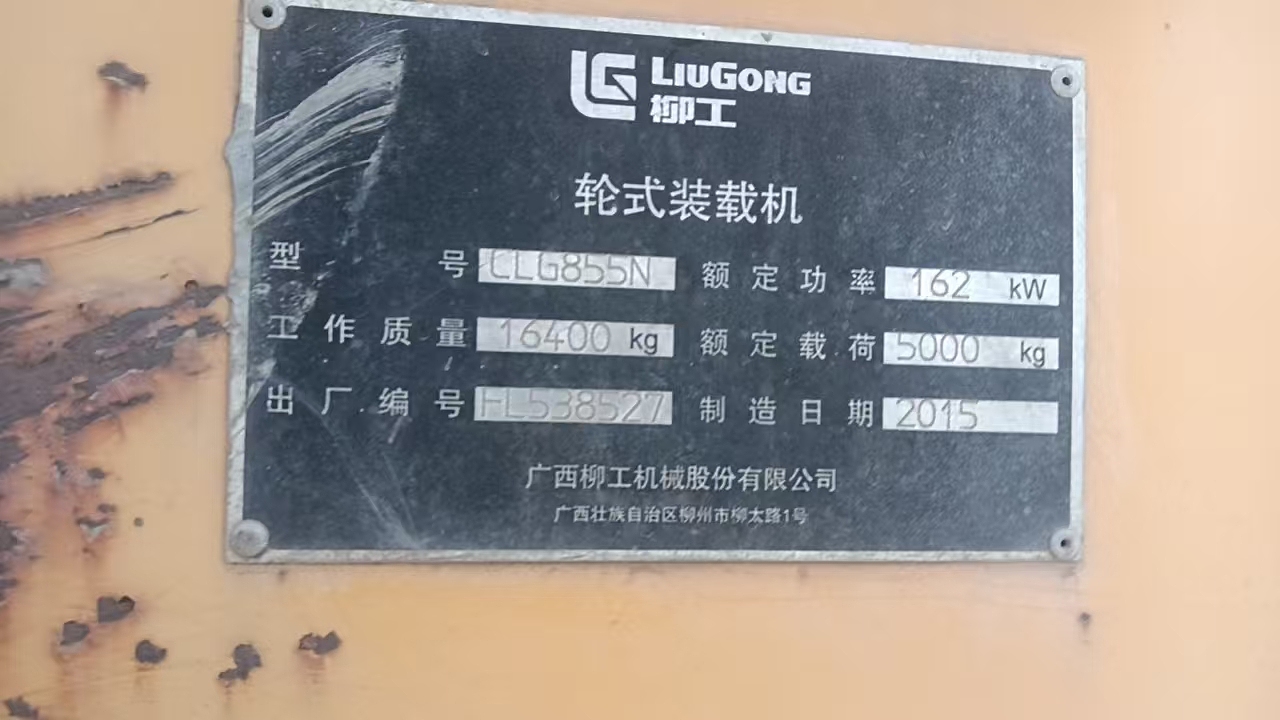 LG LIUGONG
柳工
轮式装载机
型号 CLG855N 额定功率 162 kW
工作质量 16400 kg 额定载荷 5000 kg
出厂编号 HL538527 制造日期 2015
广西柳工机械股份有限公司
广西壮族自治区柳州市柳太路1号